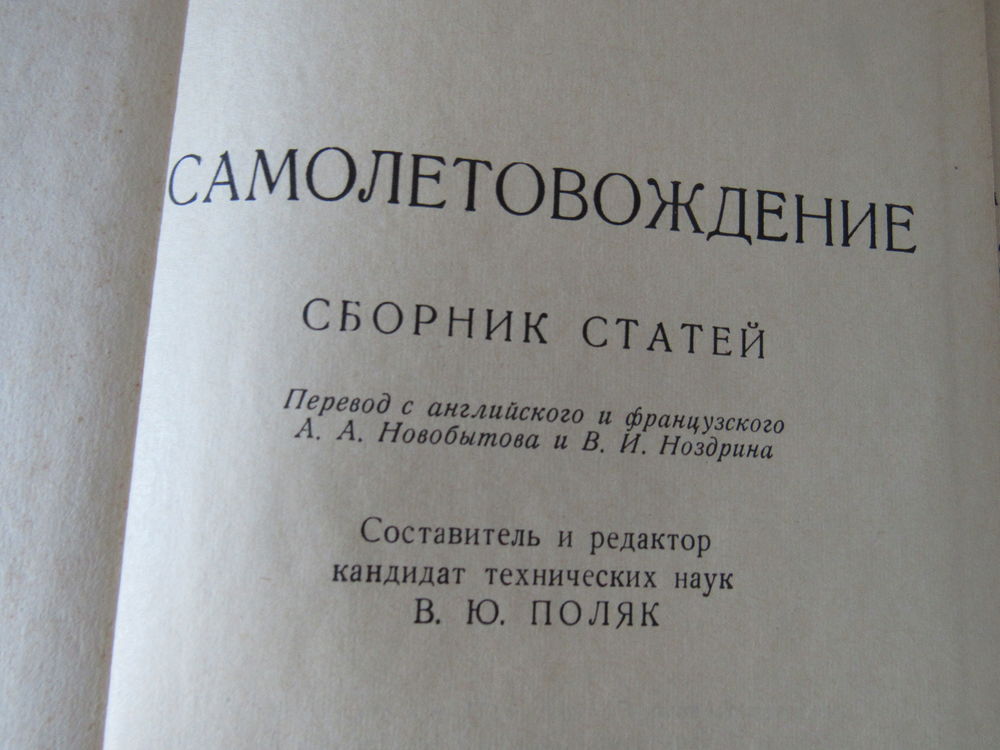 САМОЛЕТОВОЖДЕНИЕ
СБОРНИК СТАТЕЙ
Перевод с английского и французского
А. А. Новобытова и В. И. Ноздрина
Составитель и редактор
кандидат технических наук
В. Ю. ПОЛЯК